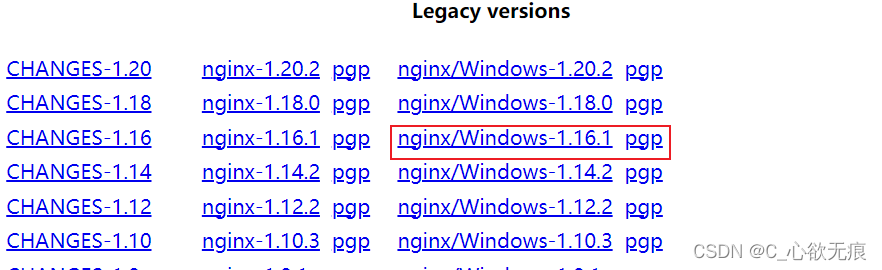 Legacy versions
CHANGES-1.20 nginx-1.20.2 pgp nginx/Windows-1.20.2 pgp
CHANGES-1.18 nginx-1.18.0 pgp nginx/Windows-1.18.0 pgp
CHANGES-1.16 nginx-1.16.1 pgp nginx/Windows-1.16.1 pgp
CHANGES-1.14 nginx-1.14.2 pgp nginx/Windows-1.14.2 pgp
CHANGES-1.12 nginx-1.12.2 pgp nginx/Windows-1.12.2 pgp
CHANGES-1.10 nginx-1.10.3 pgp nginx/Windows-1.10.3 pgp
CSDN @C_心欲无痕